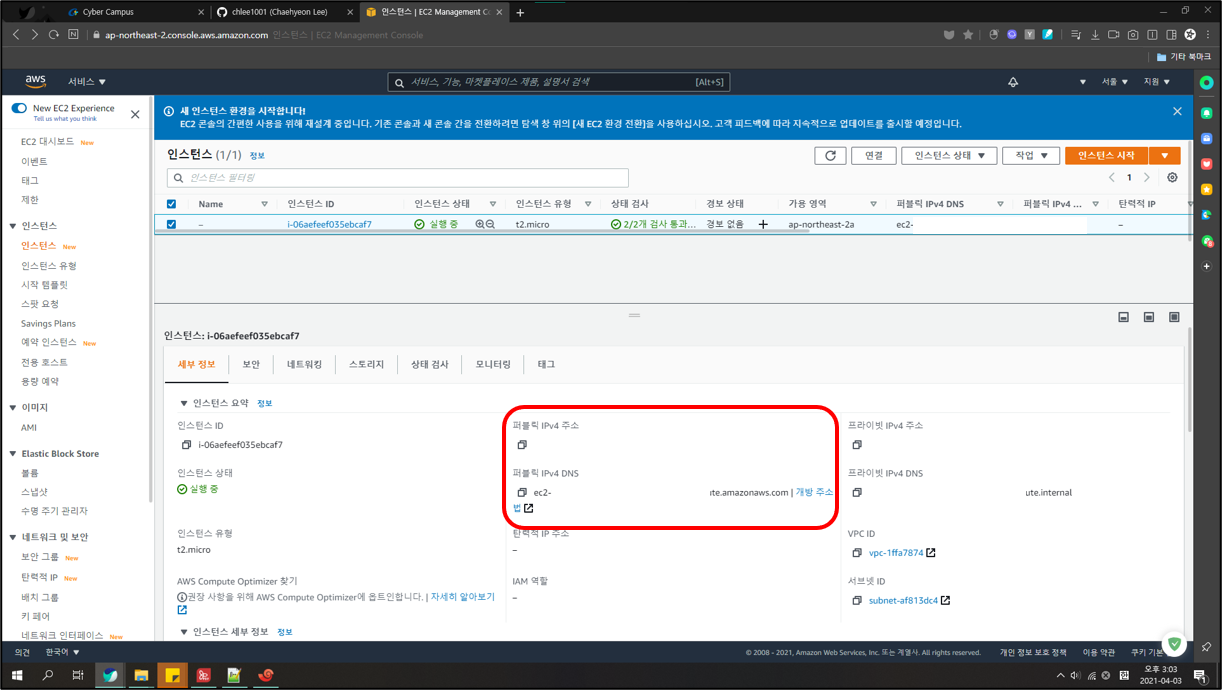 Cyber Campus
chlee1001 (Chaehyeon Lee)
인스턴스 | EC2 Management Co
ap-northeast-2.console.aws.amazon.com 인스턴스 | EC2 Management Console
기타 북마크
aws
서비스
서비스, 기능, 마켓플레이스 제품, 설명서 검색
[Alt+S]
서울
지원
New EC2 Experience
Tell us what you think
새 인스턴스 환경을 시작합니다!
EC2 콘솔의 간편한 사용을 위해 재설계 중입니다. 기존 콘솔과 새 콘솔 간을 전환하려면 탐색 창 위의 [새 EC2 환경 전환]을 사용하십시오. 고객 피드백에 따라 지속적으로 업데이트를 출시할 예정입니다.
EC2 대시보드 New
이벤트
태그
제한
인스턴스
인스턴스 New
인스턴스 유형
시작 템플릿
스팟 요청
Savings Plans
예약 인스턴스 New
전용 호스트
용량 예약
이미지
AMI
Elastic Block Store
볼륨
스냅샷
수명 주기 관리자
네트워크 및 보안
보안 그룹 New
탄력적 IP New
배치 그룹
키 페어
네트워크 인터페이스 New
인스턴스 (1/1) 정보
연결
인스턴스 상태
작업
인스턴스 시작
인스턴스 필터링
1
Name
인스턴스 ID
인스턴스 상태
인스턴스 유형
상태 검사
경보 상태
가용 영역
퍼블릭 IPv4 DNS
퍼블릭 IPv4 ...
탄력적 IP
–
i-06aefeef035ebcaf7
실행 중
t2.micro
2/2개 검사 통과...
경보 없음
ap-northeast-2a
ec2-
–
인스턴스: i-06aefeef035ebcaf7
세부 정보
보안
네트워킹
스토리지
상태 검사
모니터링
태그
인스턴스 요약 정보
인스턴스 ID
i-06aefeef035ebcaf7
퍼블릭 IPv4 주소
프라이빗 IPv4 주소
인스턴스 상태
실행 중
퍼블릭 IPv4 DNS
ec2-
ute.amazonaws.com | 개방 주소
법
프라이빗 IPv4 DNS
ute.internal
인스턴스 유형
t2.micro
탄력적 IP 주소
–
VPC ID
vpc-1ffa7874
AWS Compute Optimizer 찾기
권장 사항을 위해 AWS Compute Optimizer에 옵트인합니다. | 자세히 알아보기
IAM 역할
–
서브넷 ID
subnet-af813dc4
인스턴스 세부 정보 정보
의견
한국어
© 2008 - 2021, Amazon Web Services, Inc. 또는 계열사. All rights reserved.
개인 정보 보호 정책
이용 약관
쿠키 기본
오후 3:03
2021-04-03